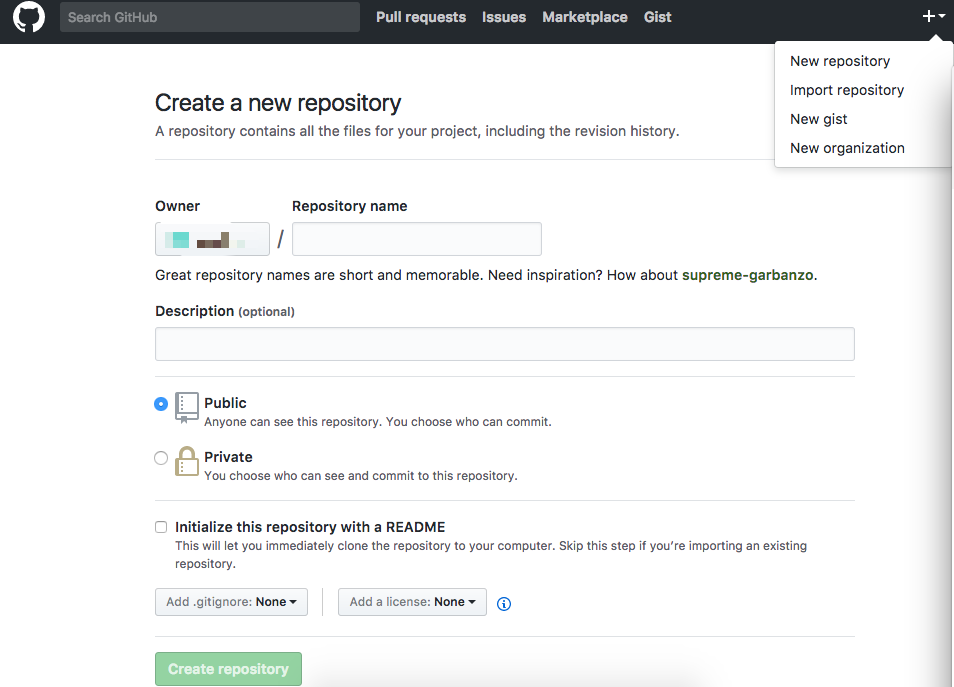 Search GitHub Pull requests Issues Marketplace Gist
New repository
Import repository
New gist
New organization
Create a new repository
A repository contains all the files for your project, including the revision history.
Owner Repository name
/
Great repository names are short and memorable. Need inspiration? How about supreme-garbanzo.
Description (optional)
Public
Anyone can see this repository. You choose who can commit.
Private
You choose who can see and commit to this repository.
Initialize this repository with a README
This will let you immediately clone the repository to your computer. Skip this step if you’re importing an existing
repository.
Add .gitignore: None Add a license: None
Create repository